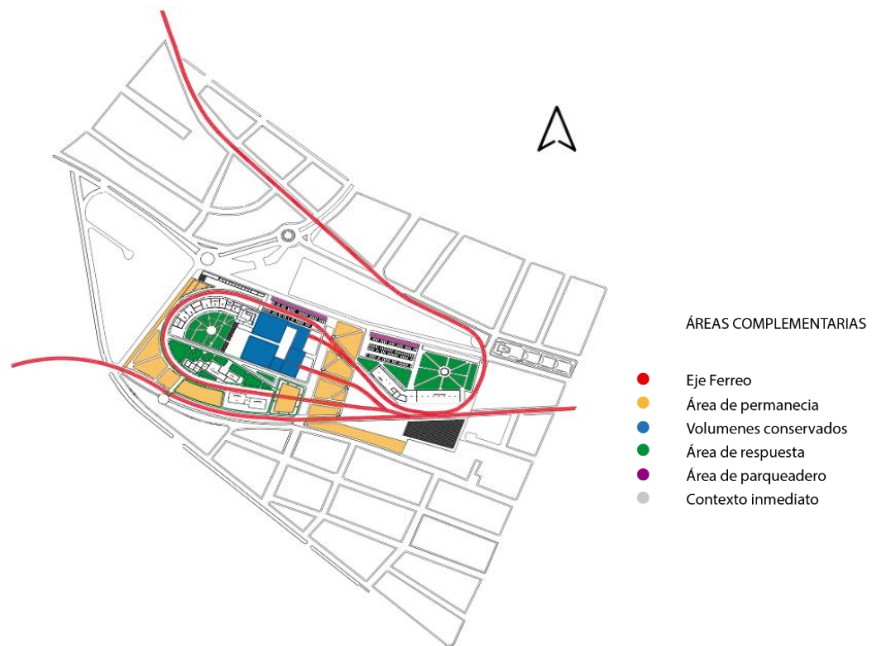 ÁREAS COMPLEMENTARIAS
Eje Ferreo
Área de permanecia
Volumenes conservados
Área de respuesta
Área de parqueadero
Contexto inmediato